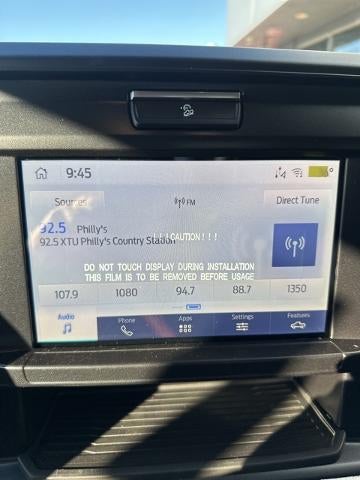 9:45
Sources
FM
Direct Tune
92.5 Philly's
92.5 XTU Philly's Country Station
! ! !CAUTION! ! !
DO NOT TOUCH DISPLAY DURING INSTALLATION
THIS FILM IS TO BE REMOVED BEFORE USAGE
107.9 1080 94.7 88.7 1350
Audio Phone Apps Settings Features